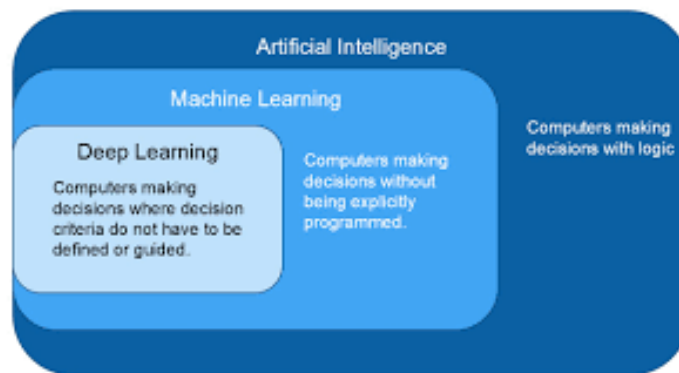 Artificial Intelligence
Machine Learning
Deep Learning
Computers making
decisions where decision
criteria do not have to be
defined or guided.
Computers making
decisions without
being explicitly
programmed.
Computers making
decisions with logic